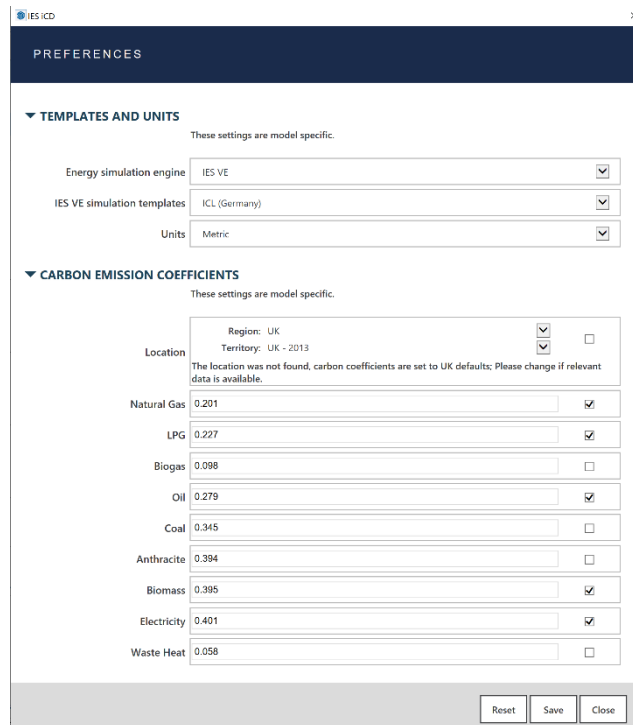 IES iCD
PREFERENCES
TEMPLATES AND UNITS
These settings are model specific.
Energy simulation engine IES VE
IES VE simulation templates ICL (Germany)
Units Metric
CARBON EMISSION COEFFICIENTS
These settings are model specific.
Region: UK
Territory: UK - 2013
Location
The location was not found, carbon coefficients are set to UK defaults; Please change if relevant
data is available.
Natural Gas 0.201
LPG 0.227
Biogas 0.098
Oil 0.279
Coal 0.345
Anthracite 0.394
Biomass 0.395
Electricity 0.401
Waste Heat 0.058
Reset Save Close